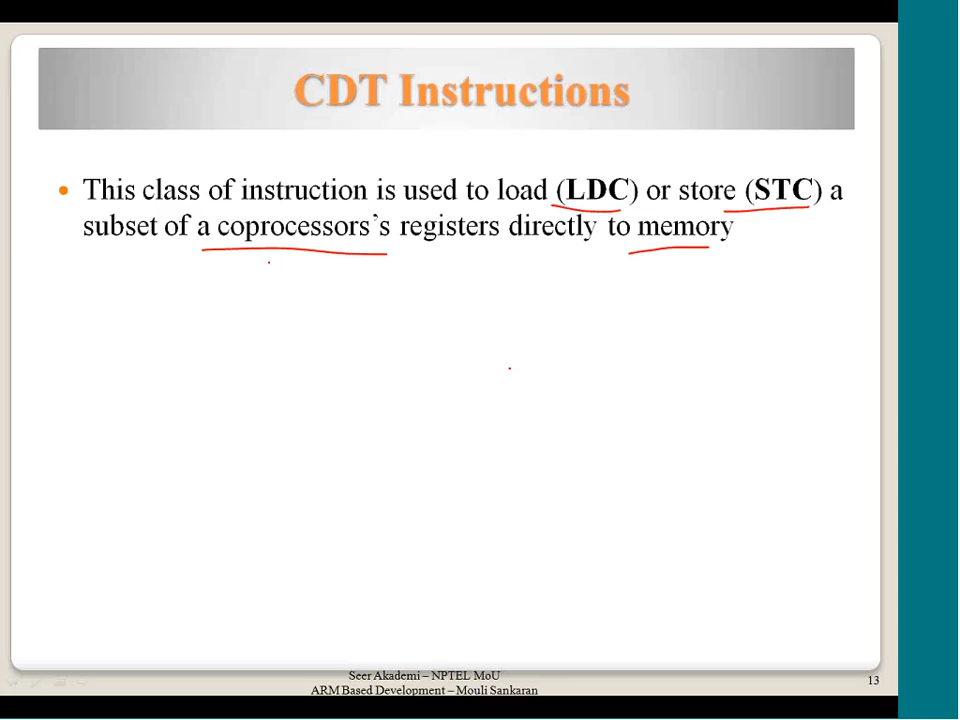 CDT Instructions
• This class of instruction is used to load (LDC) or store (STC) a
subset of a coprocessors's registers directly to memory
Seer Akademi – NPTEL MoU
ARM Based Development – Mouli Sankaran
13